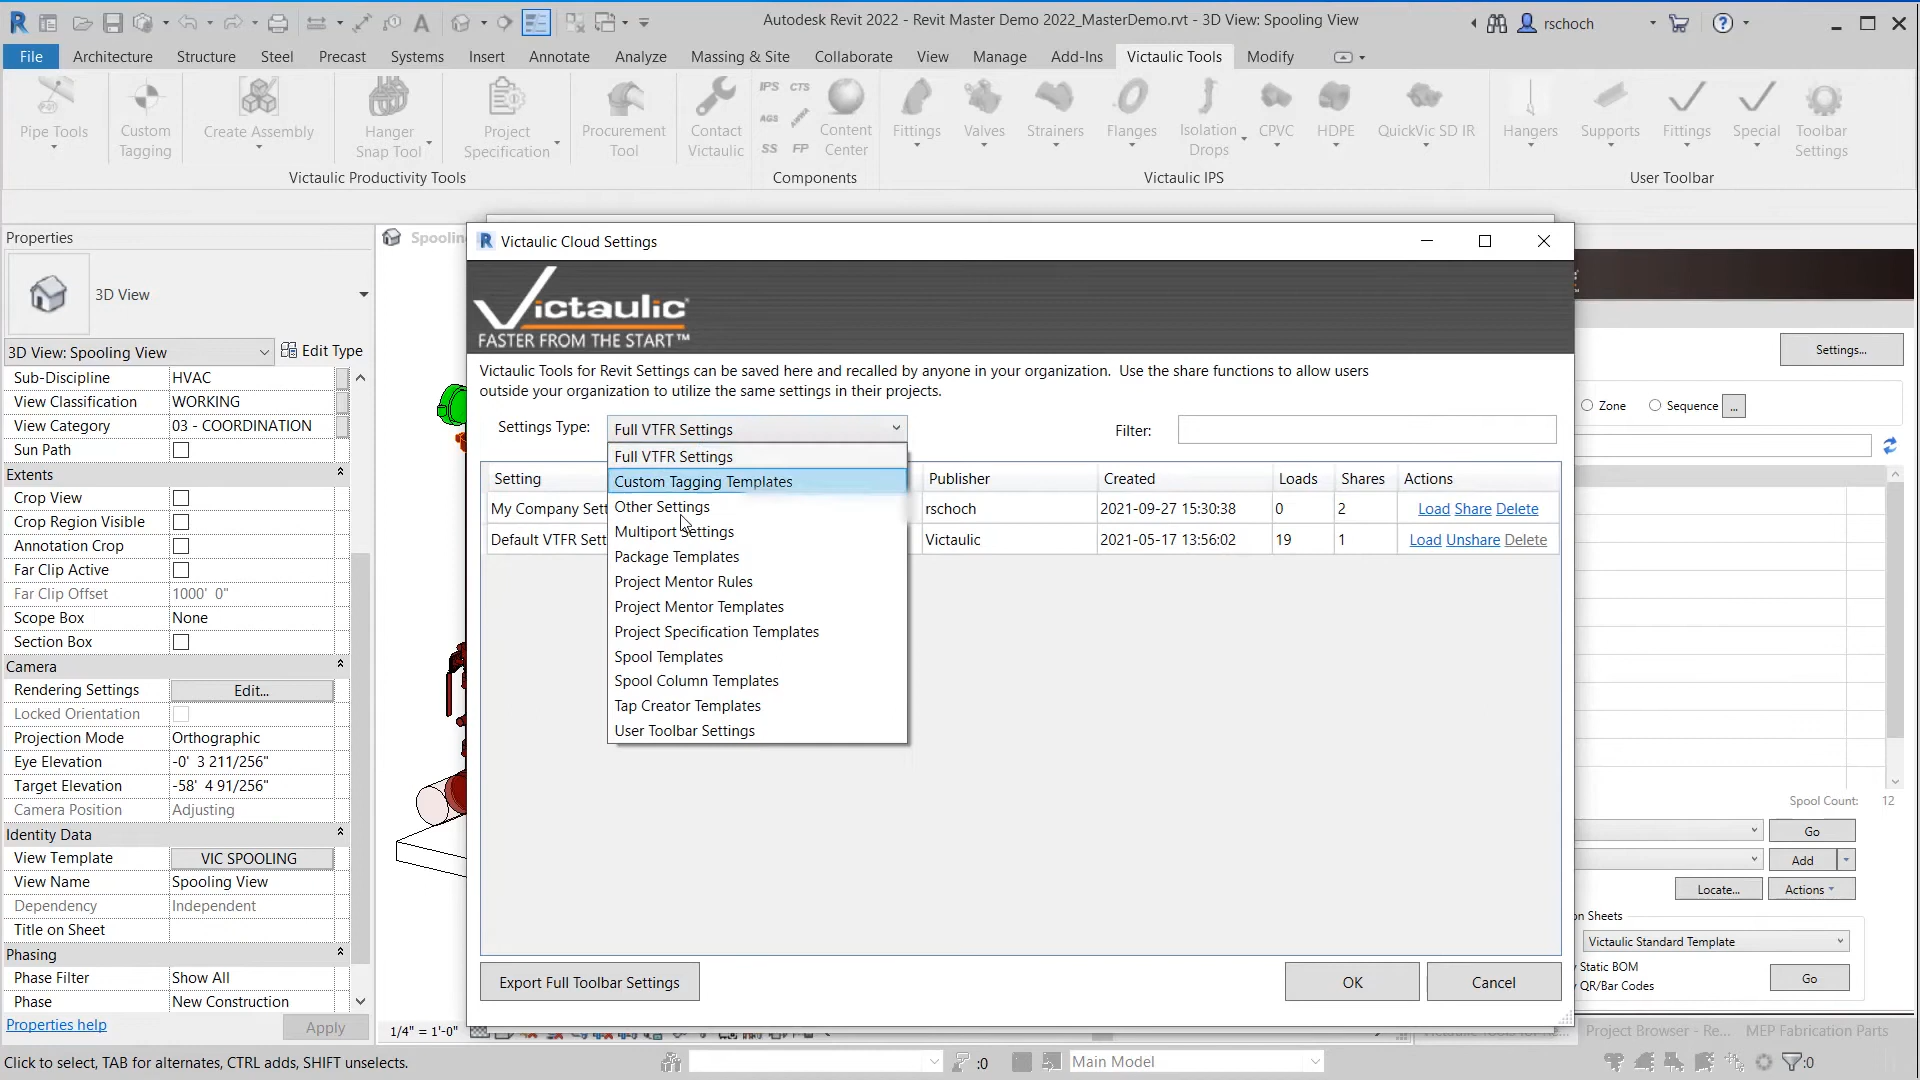 Autodesk Revit 2022 - Revit Master Demo 2022_MasterDemo.rvt - 3D View: Spooling View
rschoch
File Architecture Structure Steel Precast Systems Insert Annotate Analyze Massing & Site Collaborate View Manage Add-Ins Victaulic Tools Modify
Pipe Tools
Custom Tagging
Create Assembly
Hanger Snap Tool
Project Specification
Procurement Tool
Contact Victaulic
IPS CTS
AGS
SS FP
Content Center
Fittings
Valves
Strainers
Flanges
Isolation Drops
CPVC
HDPE
QuickVic SD IR
Hangers
Supports
Fittings
Special
Toolbar Settings
Victaulic Productivity Tools
Components
Victaulic IPS
User Toolbar
Properties
3D View
3D View: Spooling View
Edit Type
Sub-Discipline HVAC
View Classification WORKING
View Category 03 - COORDINATION
Sun Path
Extents
Crop View
Crop Region Visible
Annotation Crop
Far Clip Active
Far Clip Offset 1000' 0"
Scope Box None
Section Box
Camera
Rendering Settings Edit...
Locked Orientation
Projection Mode Orthographic
Eye Elevation -0' 3 211/256"
Target Elevation -58' 4 91/256"
Camera Position Adjusting
Identity Data
View Template VIC SPOOLING
View Name Spooling View
Dependency Independent
Title on Sheet
Phasing
Phase Filter Show All
Phase New Construction
Properties help
Apply
Victaulic Cloud Settings
Victaulic
FASTER FROM THE START™
Victaulic Tools for Revit Settings can be saved here and recalled by anyone in your organization. Use the share functions to allow users
outside your organization to utilize the same settings in their projects.
Settings Type: Full VTFR Settings
Filter:
Full VTFR Settings
Custom Tagging Templates
Other Settings
Multiport Settings
Package Templates
Project Mentor Rules
Project Mentor Templates
Project Specification Templates
Spool Templates
Spool Column Templates
Tap Creator Templates
User Toolbar Settings
Setting Publisher Created Loads Shares Actions
My Company Sett rschoch 2021-09-27 15:30:38 0 2 Load Share Delete
Default VTFR Sett Victaulic 2021-05-17 13:56:02 19 1 Load Unshare Delete
Export Full Toolbar Settings
OK
Cancel
Settings...
Zone
Sequence
...
Spool Count: 12
Go
Add
Locate...
Actions
on Sheets
Victaulic Standard Template
Static BOM
QR/Bar Codes
Go
1/4" = 1'-0"
Project Browser - Re...
MEP Fabrication Parts
Click to select, TAB for alternates, CTRL adds, SHIFT unselects.
:0
Main Model
:0